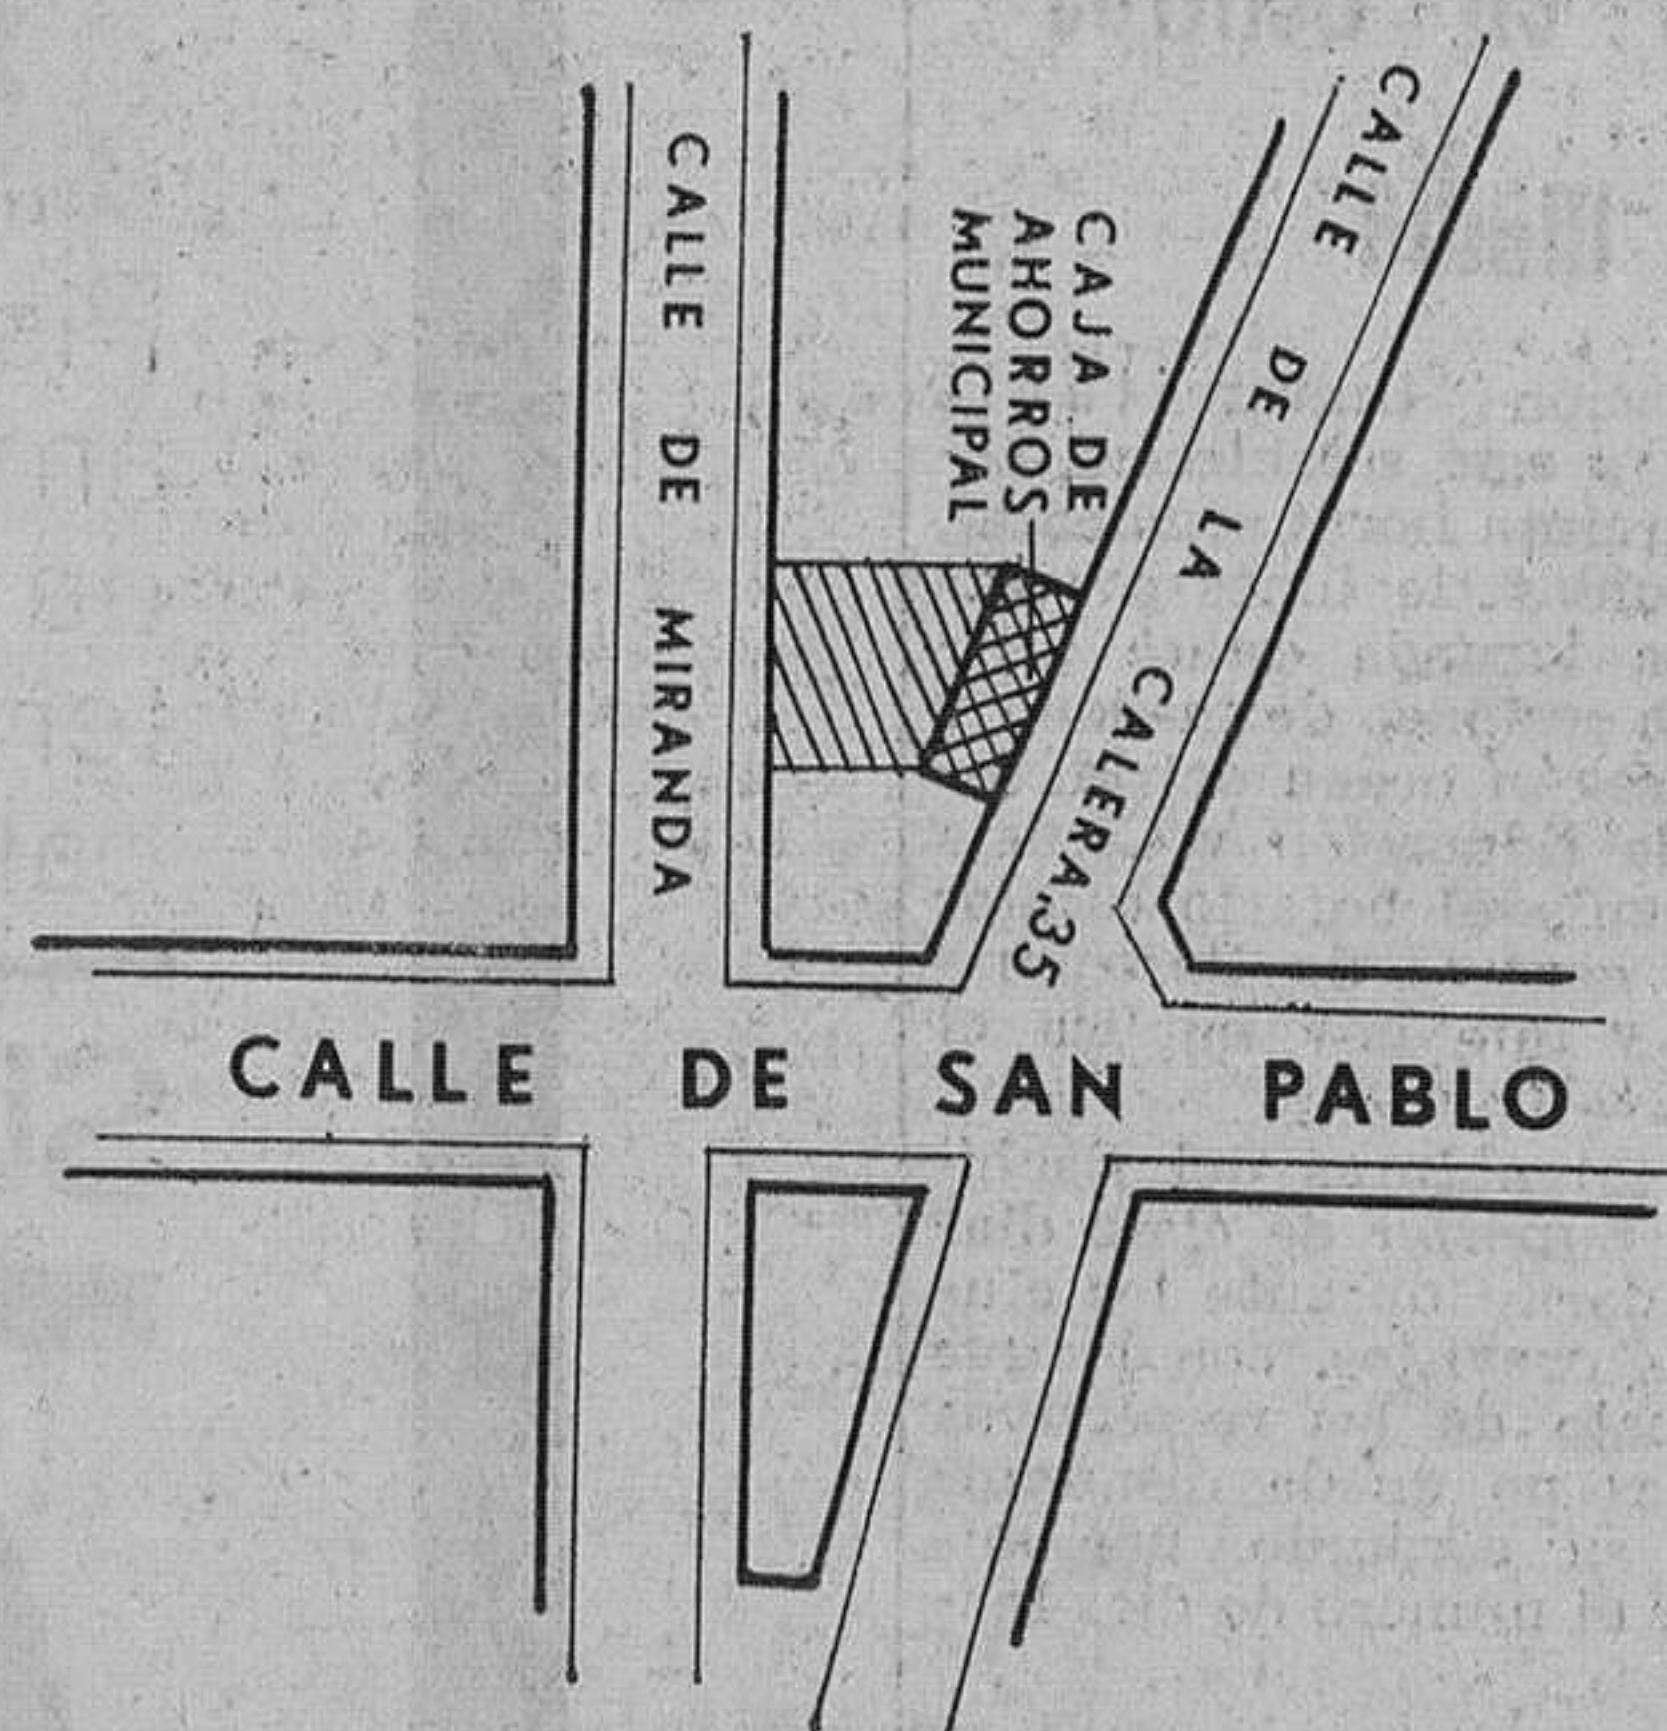 CALLE DE MIRANDA
CAJA DE
AHORROS
MUNICIPAL
CALLE DE LA CALERA,35
CALLE DE SAN PABLO